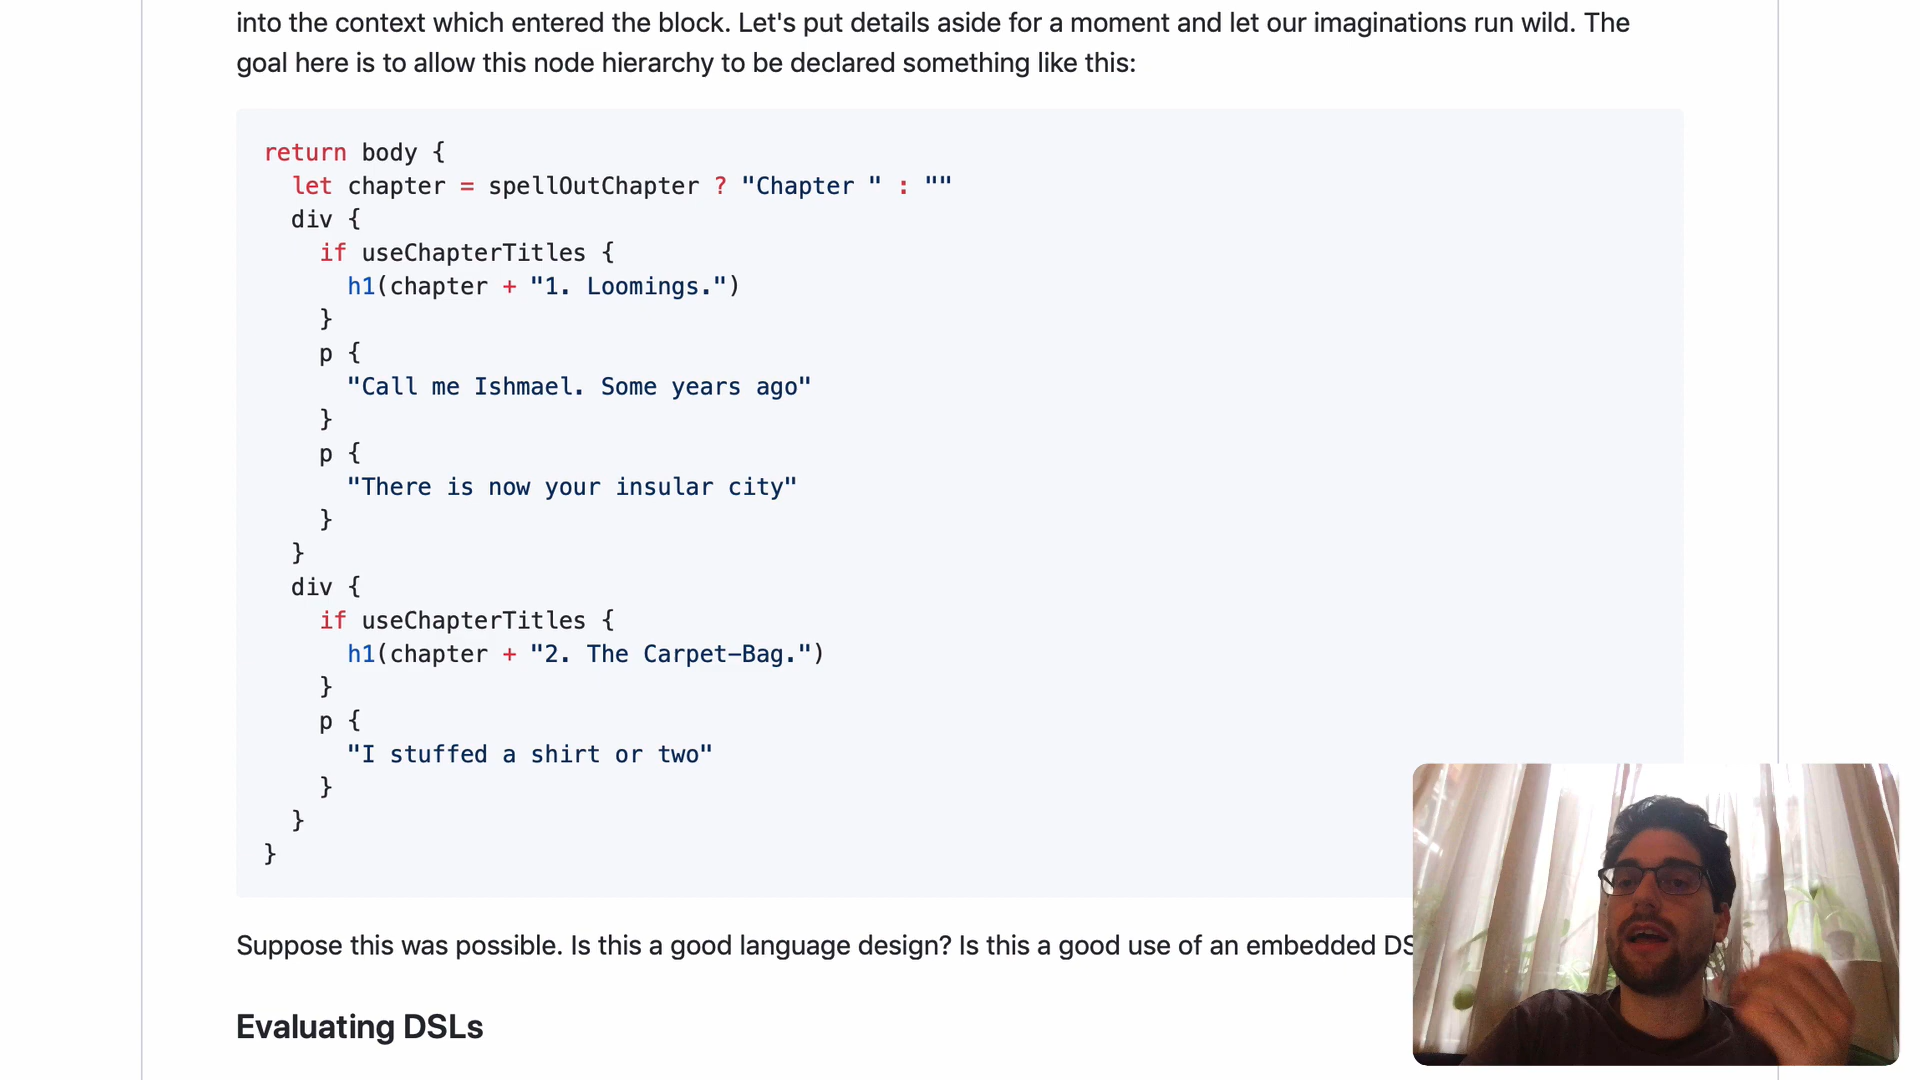 into the context which entered the block. Let's put details aside for a moment and let our imaginations run wild. The
goal here is to allow this node hierarchy to be declared something like this:
return body {
  let chapter = spellOutChapter ? "Chapter " : ""
  div {
    if useChapterTitles {
      h1(chapter + "1. Loomings.")
    }
    p {
      "Call me Ishmael. Some years ago"
    }
    p {
      "There is now your insular city"
    }
  }
  div {
    if useChapterTitles {
      h1(chapter + "2. The Carpet-Bag.")
    }
    p {
      "I stuffed a shirt or two"
    }
  }
}
Suppose this was possible. Is this a good language design? Is this a good use of an embedded
Evaluating DSLs